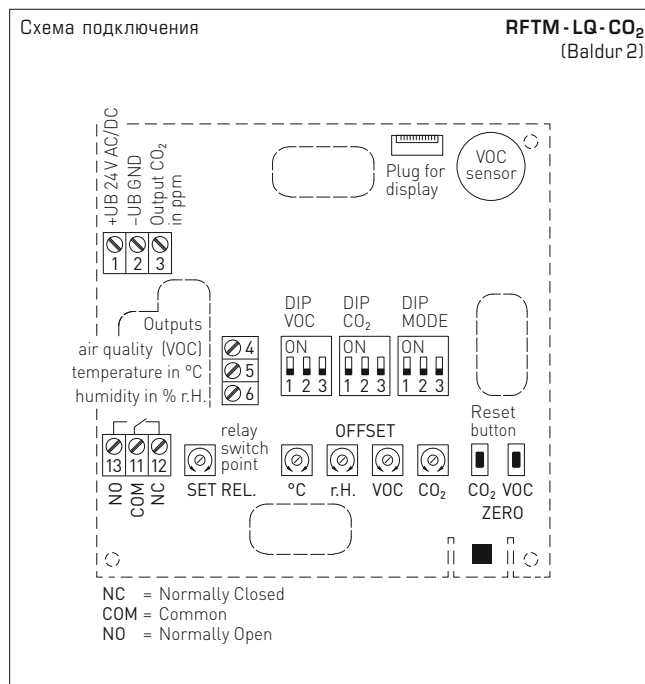 Схема подключения
RFTM-LQ-CO₂
(Baldur 2)
+UB 24 V AC/DC
–UB GND
Output CO₂
in ppm
1 2 3
Plug for
display
VOC
sensor
Outputs
air quality (VOC)
temperature in °C
humidity in % r.H.
4
5
6
DIP
VOC
ON
1 2 3
DIP
CO₂
ON
1 2 3
DIP
MODE
ON
1 2 3
13 11 12
NO
COM
NC
relay
switch
point
SET REL.
OFFSET
°C r.H. VOC CO₂
Reset
button
CO₂ VOC
ZERO
NC = Normally Closed
COM = Common
NO = Normally Open